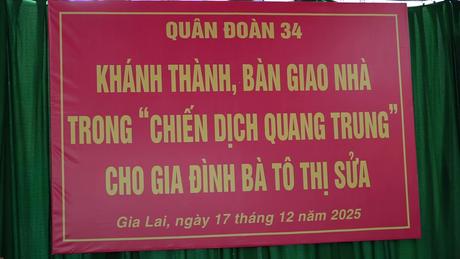 QUÂN ĐOÀN 34
KHÁNH THÀNH, BÀN GIAO NHÀ
TRONG “CHIẾN DỊCH QUANG TRUNG”
CHO GIA ĐÌNH BÀ TÔ THỊ SỬA
Gia Lai, ngày 17 tháng 12 năm 2025